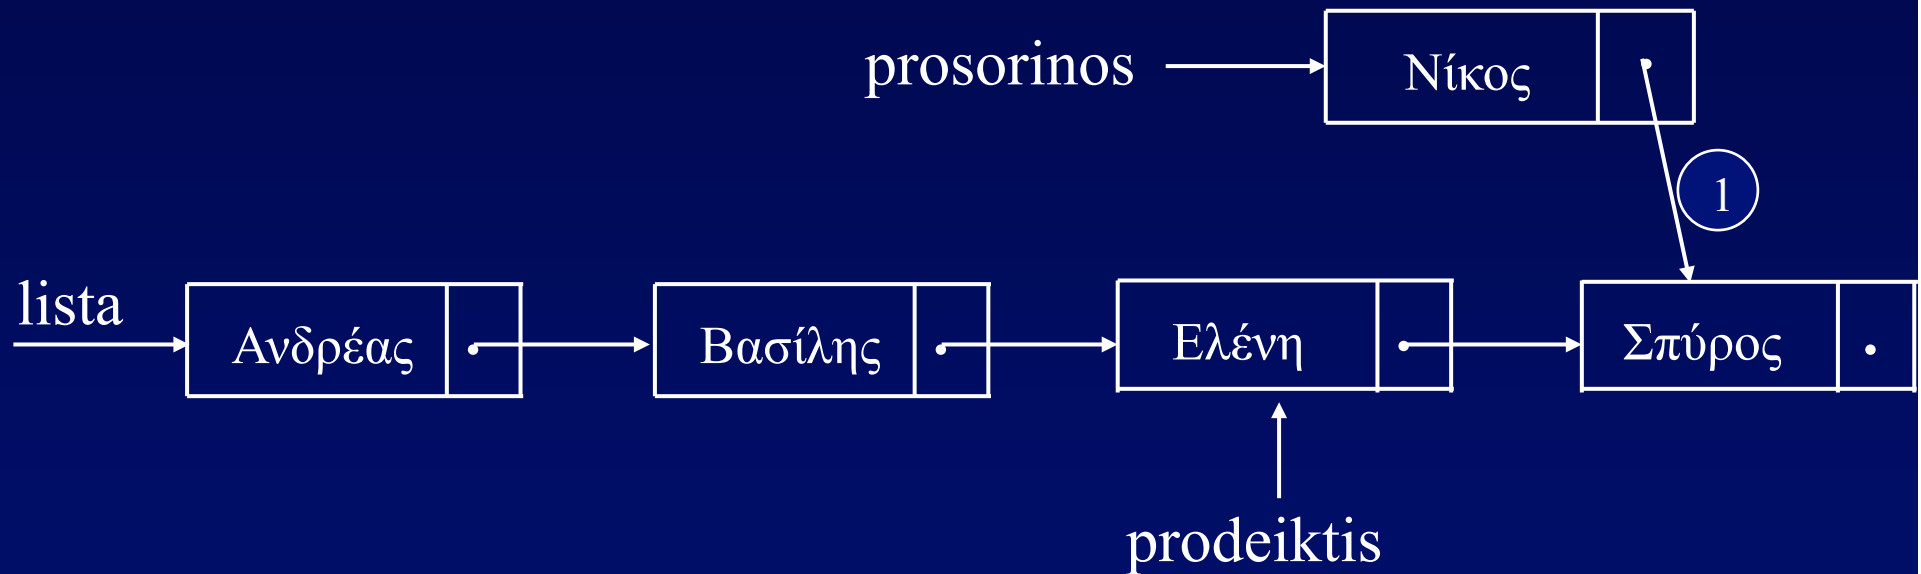 prosorinos
Νίκος
1
lista
Ανδρέας
Βασίλης
Ελένη
Σπύρος
prodeiktis